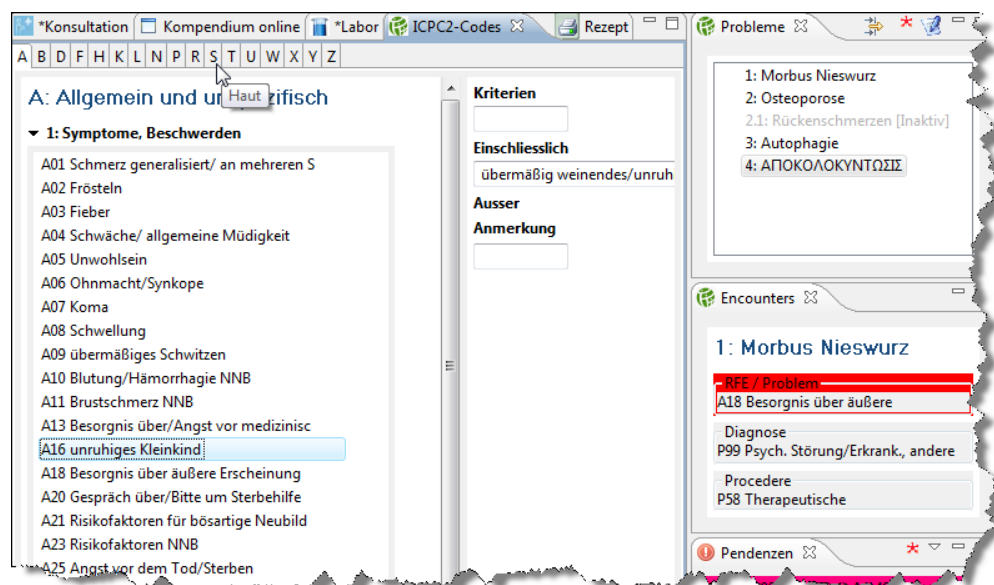 *Konsultation Kompendium online *Labor ICPC2-Codes Rezept
A B D F H K L N P R S T U W X Y Z
A: Allgemein und un zifisch
Haut
1: Symptome, Beschwerden
A01 Schmerz generalisiert/ an mehreren S
A02 Frösteln
A03 Fieber
A04 Schwäche/ allgemeine Müdigkeit
A05 Unwohlsein
A06 Ohnmacht/Synkope
A07 Koma
A08 Schwellung
A09 übermäßiges Schwitzen
A10 Blutung/Hämorrhagie NNB
A11 Brustschmerz NNB
A13 Besorgnis über/Angst vor medizinisc
A16 unruhiges Kleinkind
A18 Besorgnis über äußere Erscheinung
A20 Gespräch über/Bitte um Sterbehilfe
A21 Risikofaktoren für bösartige Neubild
A23 Risikofaktoren NNB
A25 Angst vor dem Tod/Sterben
Kriterien
Einschliesslich
übermäßig weinendes/unruh
Ausser
Anmerkung
Probleme
1: Morbus Nieswurz
2: Osteoporose
2.1: Rückenschmerzen [Inaktiv]
3: Autophagie
4: ΑΠΟΚΟΛΟΚΥΝΤΩΣΙΣ
Encounters
1: Morbus Nieswurz
RFE / Problem
A18 Besorgnis über äußere
Diagnose
P99 Psych. Störung/Erkrank., andere
Procedere
P58 Therapeutische
Pendenzen